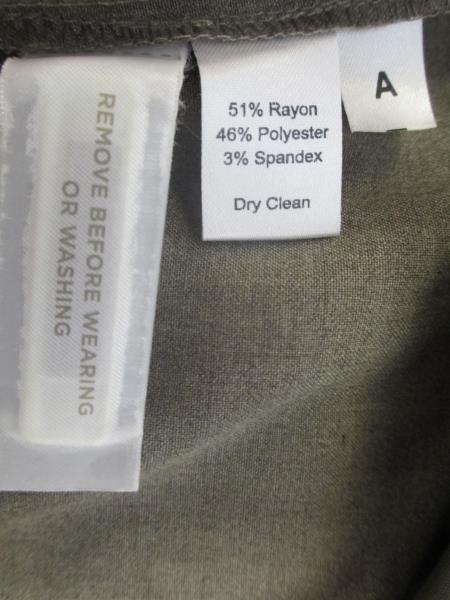 REMOVE BEFORE WEARING
OR WASHING
51% Rayon
46% Polyester
3% Spandex
Dry Clean
A